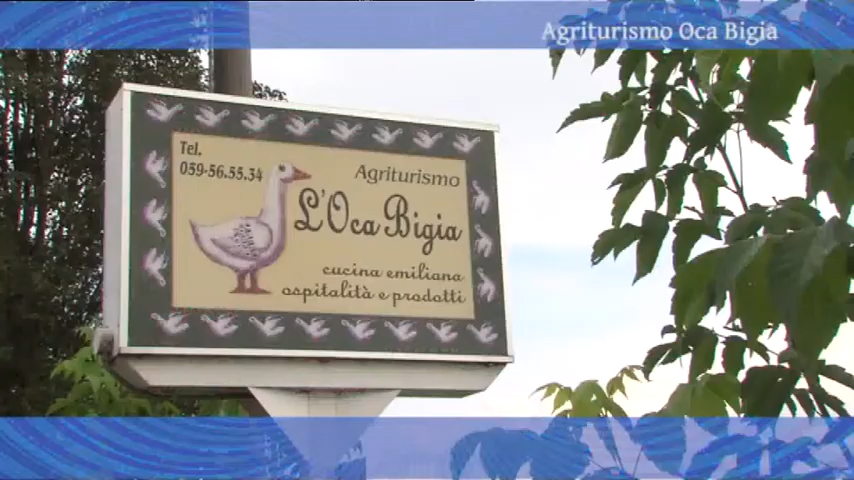 Agriturismo Oca Bigia
Tel.
059-56.55.34
Agriturismo
L'Oca Bigia
cucina emiliana
ospitalità e prodotti